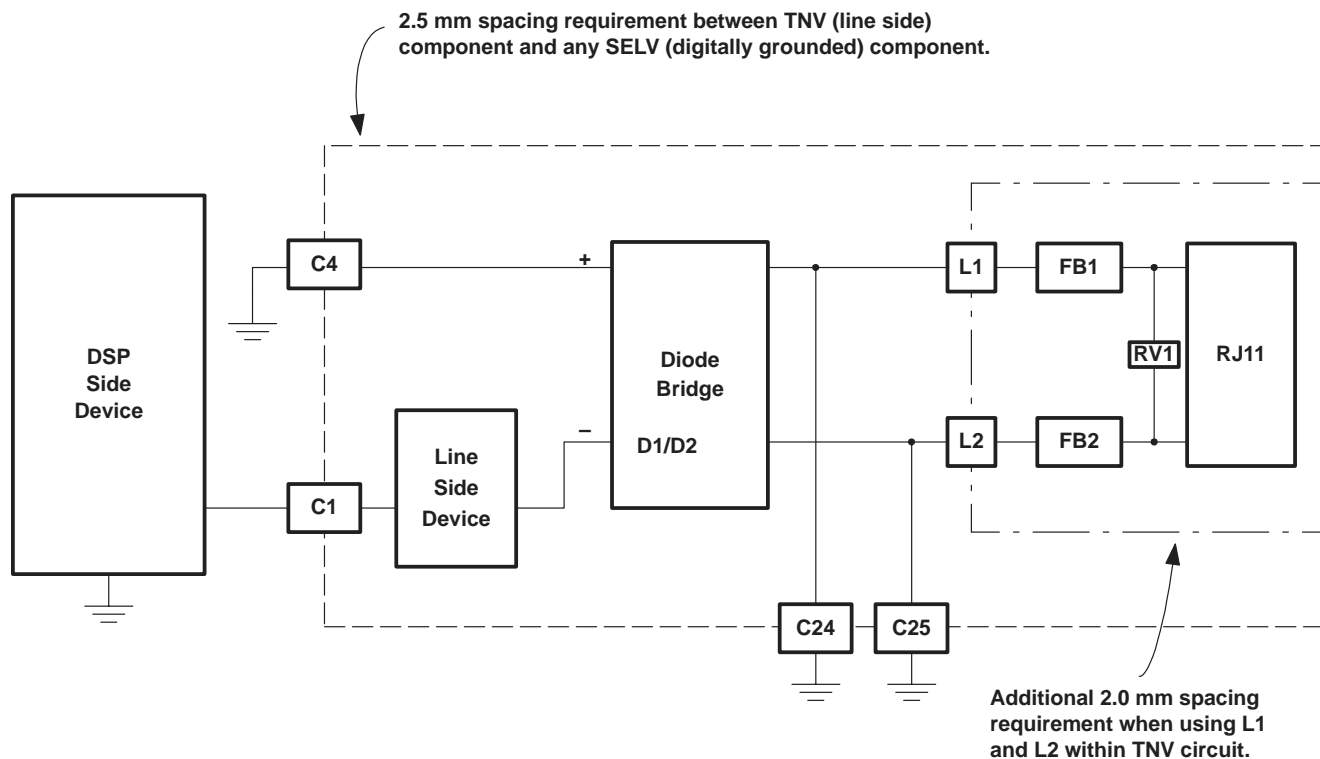 2.5 mm spacing requirement between TNV (line side)
component and any SELV (digitally grounded) component.
C4
+
L1
FB1
DSP
Side
Device
Diode
Bridge
RV1
RJ11
–
D1/D2
L2
FB2
Line
Side
Device
C1
C24
C25
Additional 2.0 mm spacing
requirement when using L1
and L2 within TNV circuit.